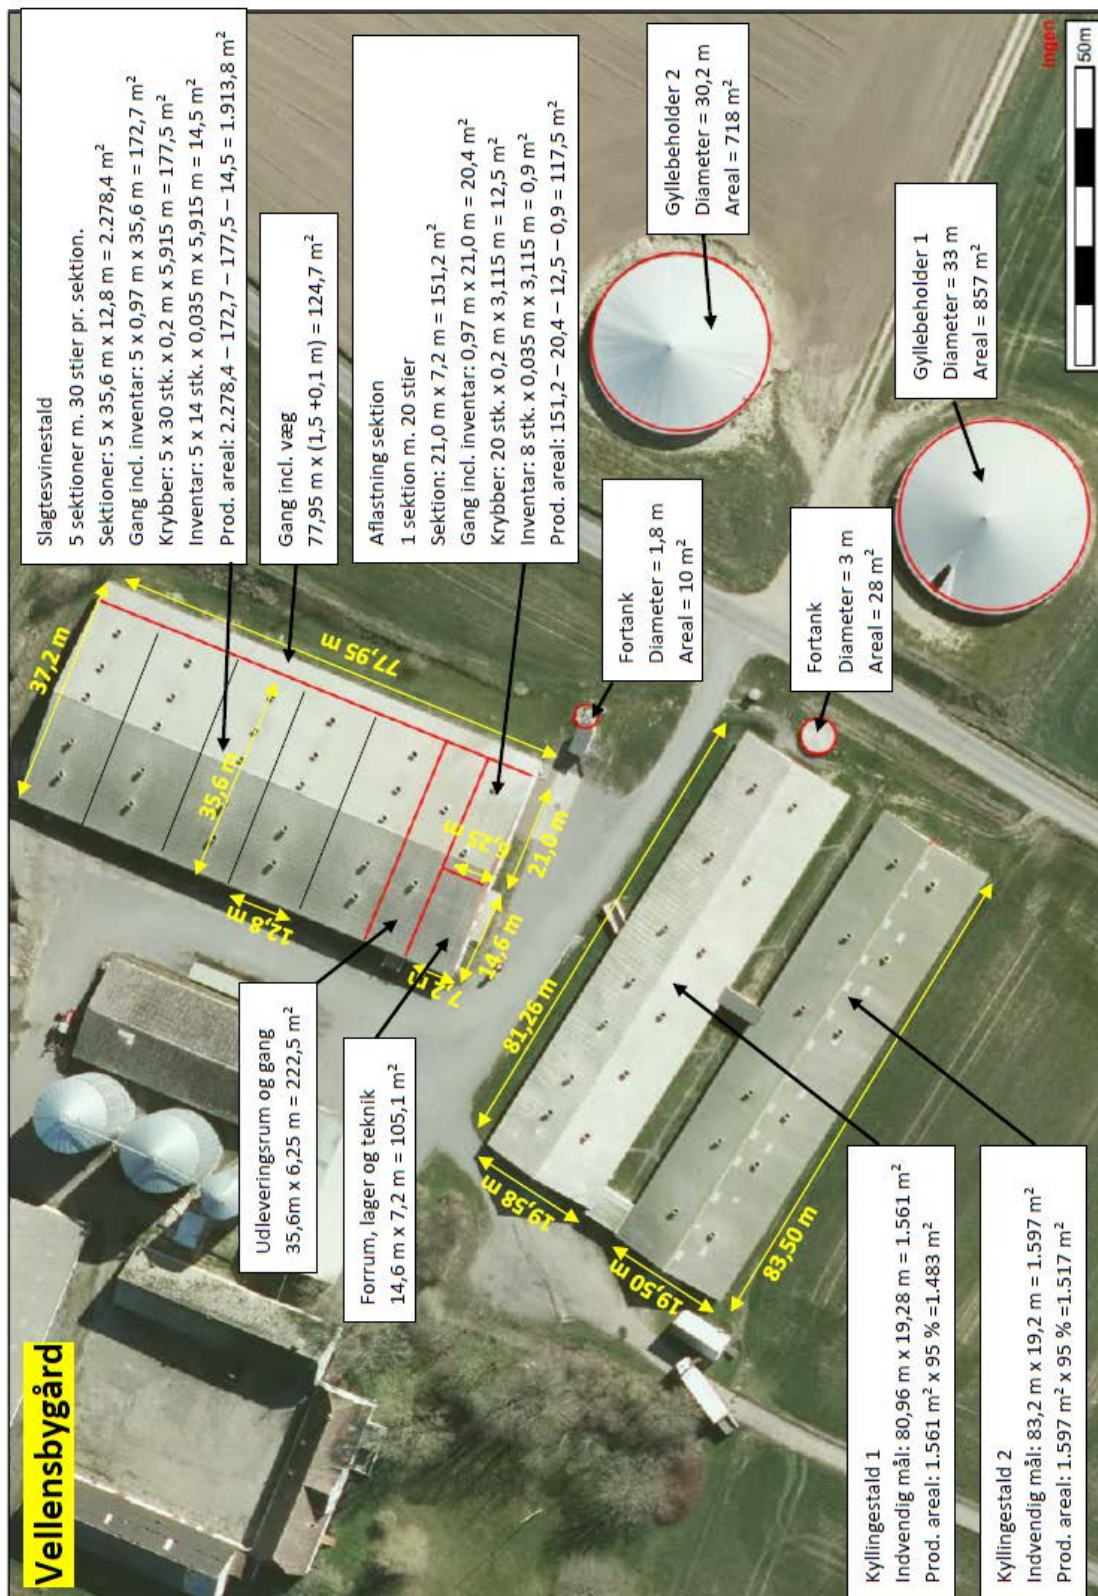 Vellensbygård
Slagtesvinestald
5 sektioner m. 30 stier pr. sektion.
Sektioner: 5 x 35,6 m x 12,8 m = 2.278,4 m²
Gang incl. inventar: 5 x 0,97 m x 35,6 m = 172,7 m²
Krybber: 5 x 30 stk. x 0,2 m x 5,915 m = 177,5 m²
Inventar: 5 x 14 stk. x 0,035 m x 5,915 m = 14,5 m²
Prod. areal: 2.278,4 – 172,7 – 177,5 – 14,5 = 1.913,8 m²
Gang incl. væg
77,95 m x (1,5 +0,1 m) = 124,7 m²
Aflastning sektion
1 sektion m. 20 stier
Sektion: 21,0 m x 7,2 m = 151,2 m²
Gang incl. inventar: 0,97 m x 21,0 m = 20,4 m²
Krybber: 20 stk. x 0,2 m x 3,115 m = 12,5 m²
Inventar: 8 stk. x 0,035 m x 3,115 m = 0,9 m²
Prod. areal: 151,2 – 20,4 – 12,5 – 0,9 = 117,5 m²
37,2 m
77,95 m
35,6 m
12,8 m
6,25 m
21,0 m
14,6 m
7,2 m
Udleveringsrum og gang
35,6m x 6,25 m = 222,5 m²
Forrum, lager og teknik
14,6 m x 7,2 m = 105,1 m²
Fortank
Diameter = 1,8 m
Areal = 10 m²
Gyllebeholder 2
Diameter = 30,2 m
Areal = 718 m²
81,26 m
19,58 m
19,50 m
83,50 m
Fortank
Diameter = 3 m
Areal = 28 m²
Gyllebeholder 1
Diameter = 33 m
Areal = 857 m²
Kyllingestald 1
Indvendig mål: 80,96 m x 19,28 m = 1.561 m²
Prod. areal: 1.561 m² x 95 % =1.483 m²
Kyllingestald 2
Indvendig mål: 83,2 m x 19,2 m = 1.597 m²
Prod. areal: 1.597 m² x 95 % =1.517 m²
Ingen
50m